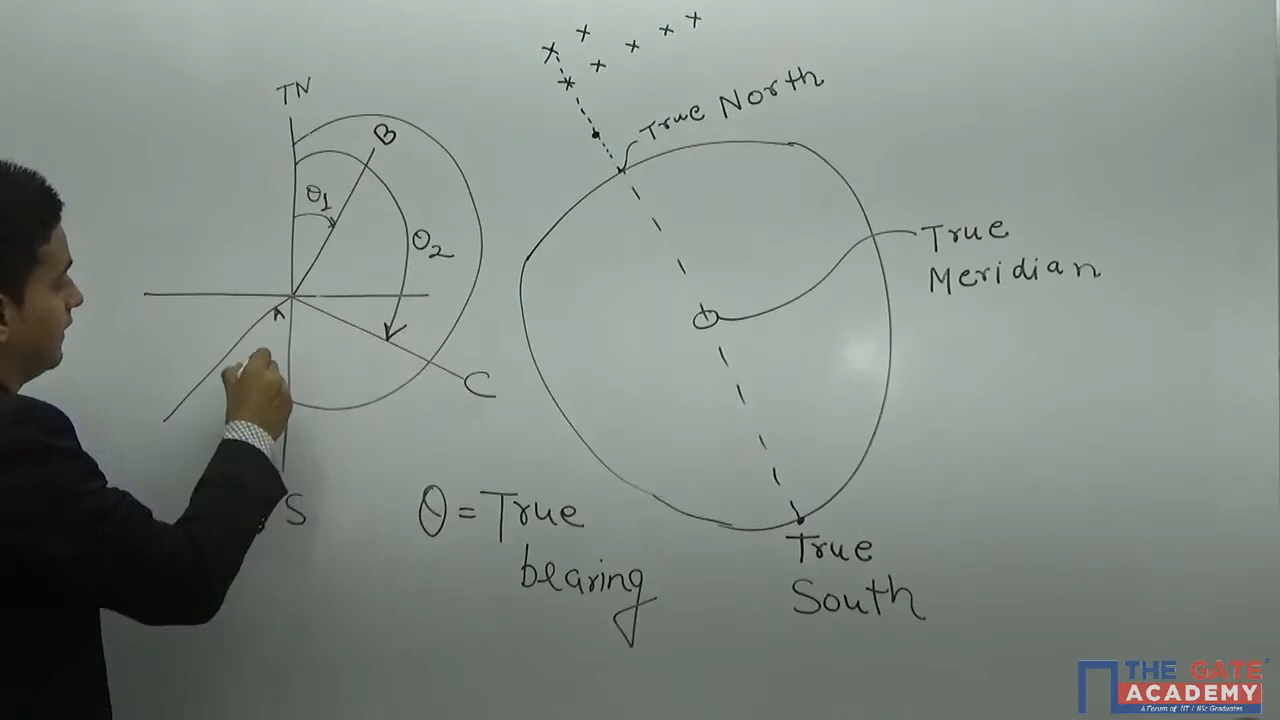 TN
B
θ1
θ2
A
C
S
θ = True
bearing
True North
True
Meridian
True
South
THE GATE
ACADEMY
A Forum of IIT / IISc Graduates